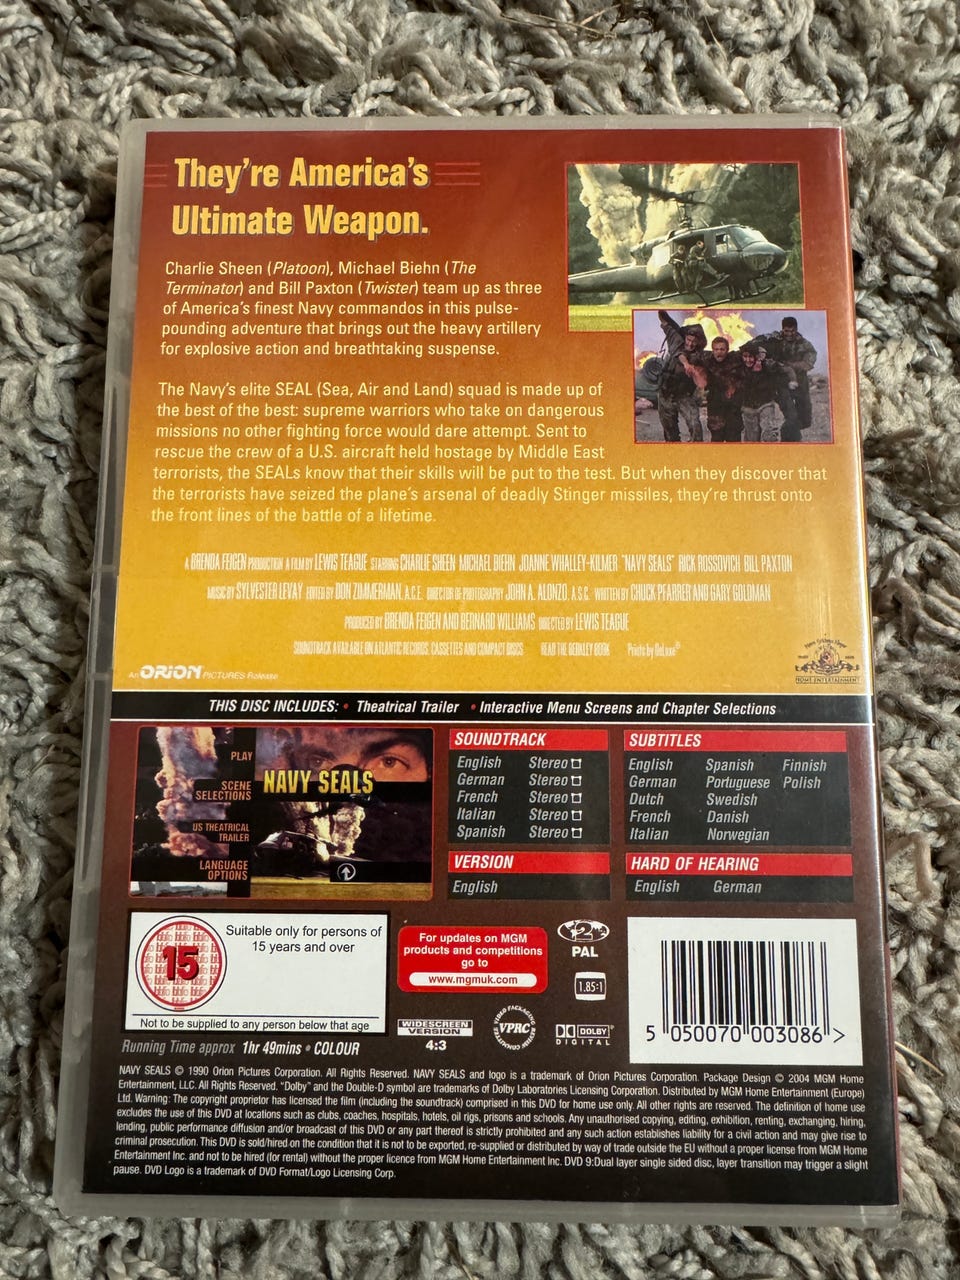 They're America's
Ultimate Weapon.
Charlie Sheen (Platoon), Michael Biehn (The
Terminator) and Bill Paxton (Twister) team up as three
of America's finest Navy commandos in this pulse-
pounding adventure that brings out the heavy artillery
for explosive action and breathtaking suspense.
The Navy's elite SEAL (Sea, Air and Land) squad is made up of
the best of the best: supreme warriors who take on dangerous
missions no other fighting force would dare attempt. Sent to
rescue the crew of a U.S. aircraft held hostage by Middle East
terrorists, the SEALs know that their skills will be put to the test. But when they discover that
the terrorists have seized the plane's arsenal of deadly Stinger missiles, they're thrust onto
the front lines of the battle of a lifetime.
A BRENDA FEIGEN PRODUCTION A FILM BY LEWIS TEAGUE STARRING CHARLIE SHEEN MICHAEL BIEHN JOANNE WHALLEY-KILMER "NAVY SEALS" RICK ROSSOVICH BILL PAXTON
MUSIC BY SYLVESTER LEVAY EDITED BY DON ZIMMERMAN, A.C.E. DIRECTOR OF PHOTOGRAPHY JOHN A. ALONZO, A.S.C. WRITTEN BY CHUCK PFARRER AND GARY GOLDMAN
PRODUCED BY BRENDA FEIGEN AND BERNARD WILLIAMS DIRECTED BY LEWIS TEAGUE
SOUNDTRACK AVAILABLE ON ATLANTIC RECORDS, CASSETTES AND COMPACT DISCS READ THE BERKLEY BOOK Prints by DeLuxe®
An ORION PICTURES Release
HOME ENTERTAINMENT
THIS DISC INCLUDES: • Theatrical Trailer • Interactive Menu Screens and Chapter Selections
PLAY
SCENE
SELECTIONS
US THEATRICAL
TRAILER
LANGUAGE
OPTIONS
NAVY SEALS
SOUNDTRACK
English Stereo
German Stereo
French Stereo
Italian Stereo
Spanish Stereo
VERSION
English
SUBTITLES
English Spanish Finnish
German Portuguese Polish
Dutch Swedish
French Danish
Italian Norwegian
HARD OF HEARING
English German
15
Suitable only for persons of
15 years and over
Not to be supplied to any person below that age
For updates on MGM
products and competitions
go to
www.mgmuk.com
2
PAL
1.85:1
WIDESCREEN
VERSION
4:3
VIDEO PACKAGING REVIEW COMMITTEE
VPRC
DOLBY
DIGITAL
5 050070 003086 >
Running Time approx 1hr 49mins • COLOUR
NAVY SEALS © 1990 Orion Pictures Corporation. All Rights Reserved. NAVY SEALS and logo is a trademark of Orion Pictures Corporation. Package Design © 2004 MGM Home
Entertainment, LLC. All Rights Reserved. "Dolby" and the Double-D symbol are trademarks of Dolby Laboratories Licensing Corporation. Distributed by MGM Home Entertainment (Europe)
Ltd. Warning: The copyright proprietor has licensed the film (including the soundtrack) comprised in this DVD for home use only. All other rights are reserved. The definition of home use
excludes the use of this DVD at locations such as clubs, coaches, hospitals, hotels, oil rigs, prisons and schools. Any unauthorised copying, editing, exhibition, renting, exchanging, hiring,
lending, public performance diffusion and/or broadcast of this DVD or any part thereof is strictly prohibited and any such action establishes liability for a civil action and may give rise to
criminal prosecution. This DVD is sold/hired on the condition that it is not to be exported, re-supplied or distributed by way of trade outside the EU without a proper license from MGM Home
Entertainment Inc. and not to be hired (for rental) without the proper licence from MGM Home Entertainment Inc. DVD 9:Dual layer single sided disc, layer transition may trigger a slight
pause. DVD Logo is a trademark of DVD Format/Logo Licensing Corp.